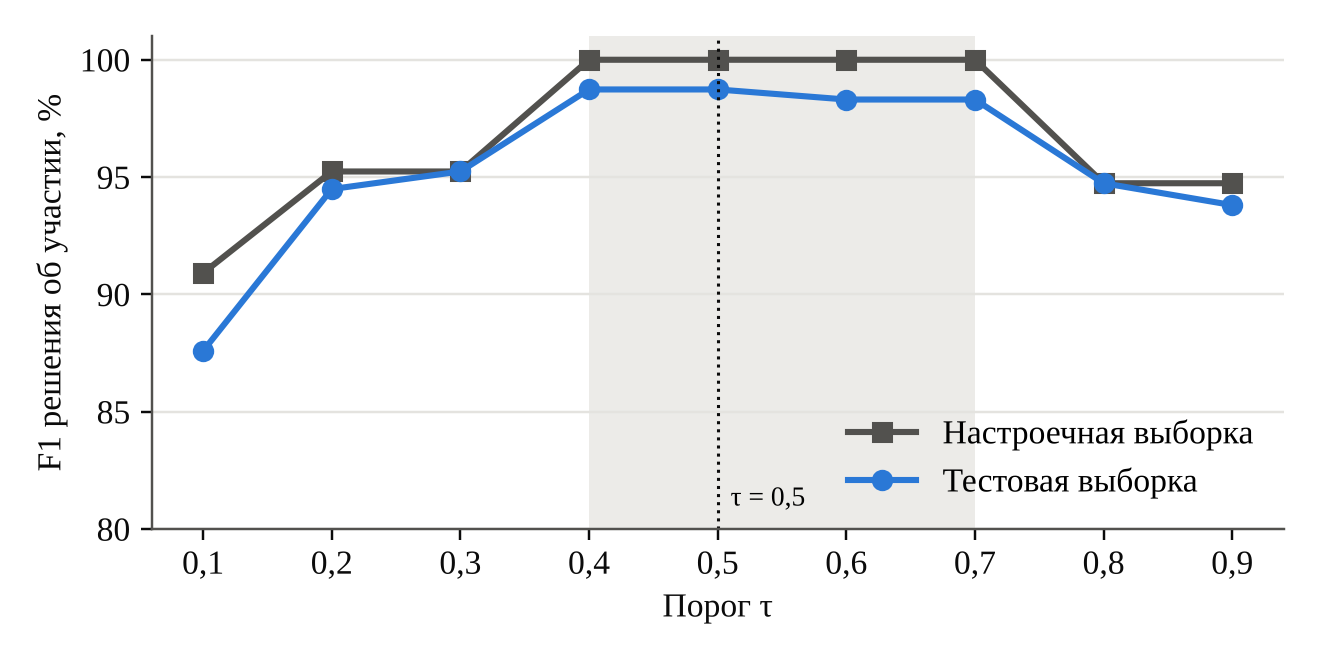 F1 решения об участии, %
100
95
90
85
80
τ = 0,5
Настроечная выборка
Тестовая выборка
0,1 0,2 0,3 0,4 0,5 0,6 0,7 0,8 0,9
Порог τ